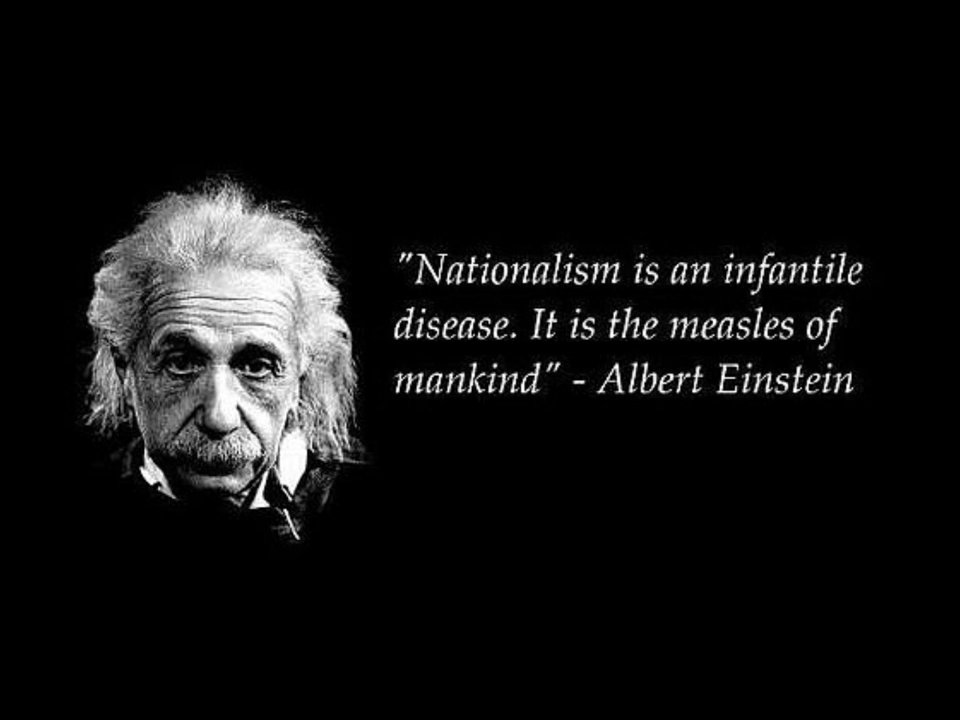 "Nationalism is an infantile
disease. It is the measles of
mankind" - Albert Einstein